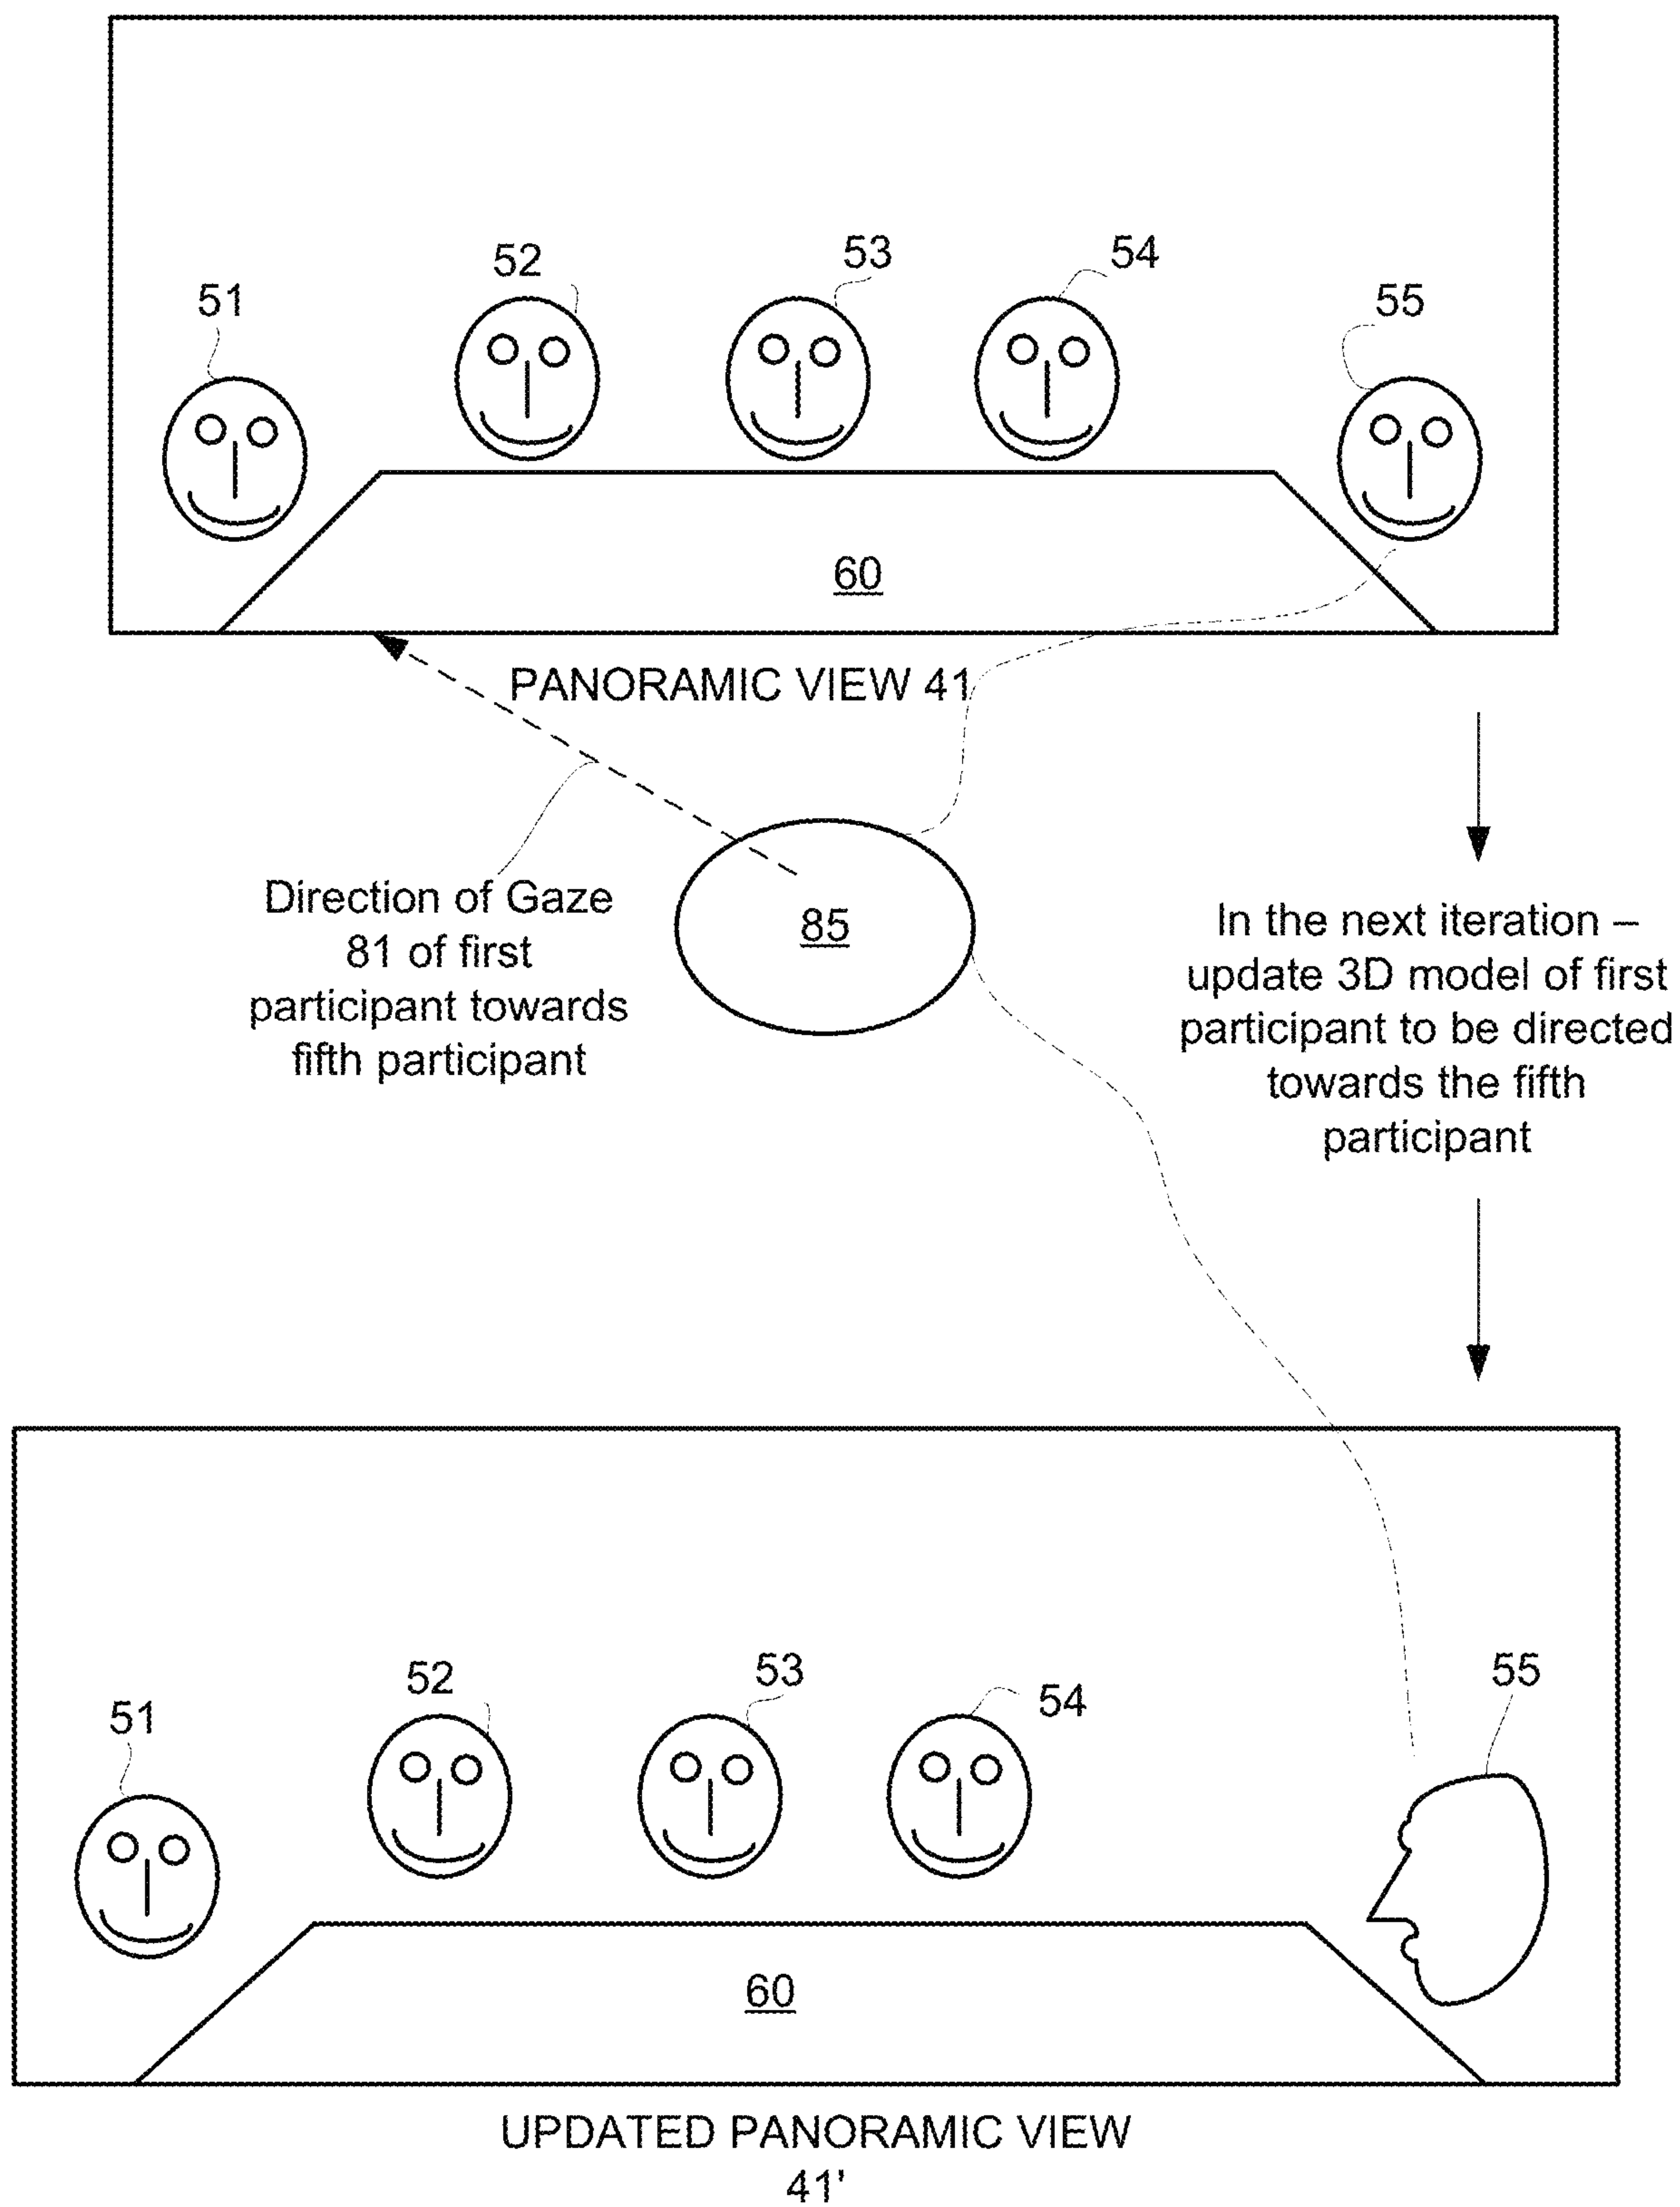 51
52
53
54
55
60
PANORAMIC VIEW 41
Direction of Gaze
81 of first
participant towards
fifth participant
85
In the next iteration –
update 3D model of first
participant to be directed
towards the fifth
participant
51
52
53
54
55
60
UPDATED PANORAMIC VIEW
41'